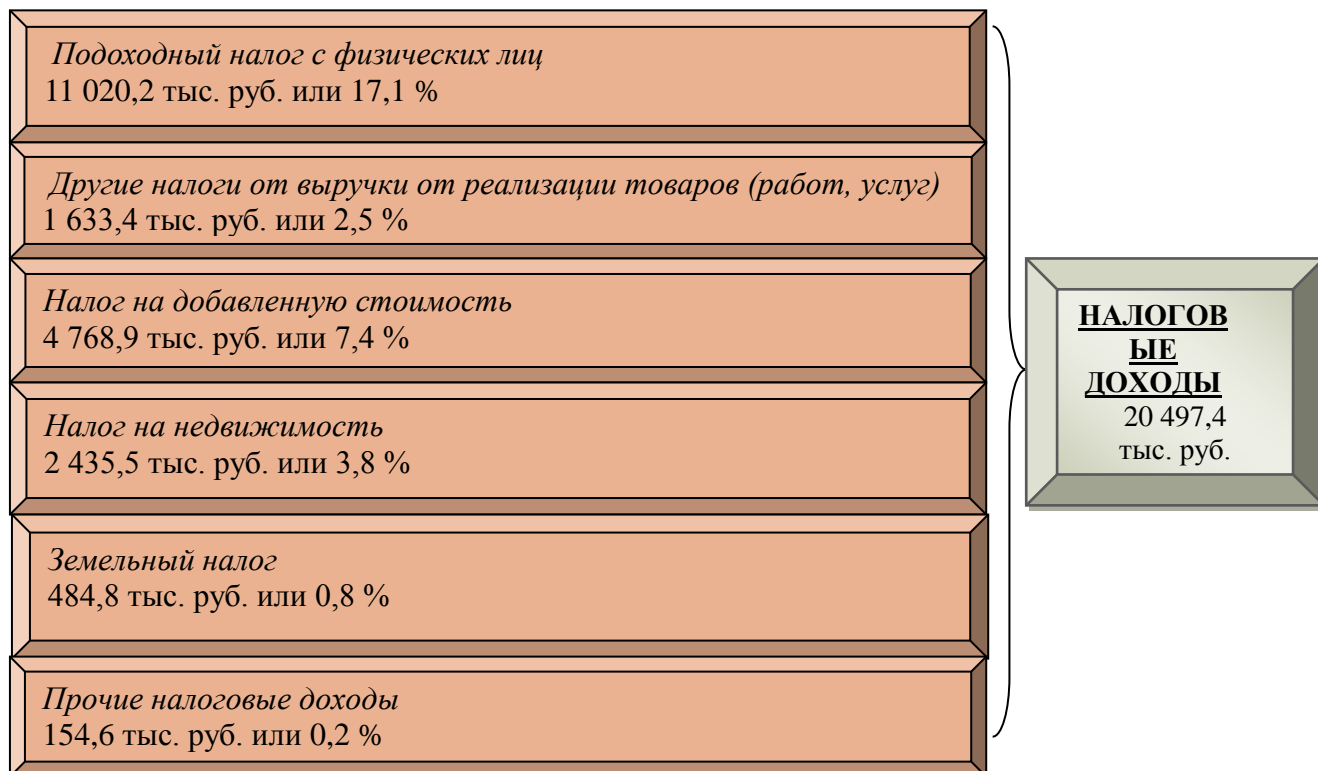 Подоходный налог с физических лиц
11 020,2 тыс. руб. или 17,1 %
Другие налоги от выручки от реализации товаров (работ, услуг)
1 633,4 тыс. руб. или 2,5 %
Налог на добавленную стоимость
4 768,9 тыс. руб. или 7,4 %
Налог на недвижимость
2 435,5 тыс. руб. или 3,8 %
Земельный налог
484,8 тыс. руб. или 0,8 %
Прочие налоговые доходы
154,6 тыс. руб. или 0,2 %
НАЛОГОВ
ЫЕ
ДОХОДЫ
20 497,4
тыс. руб.